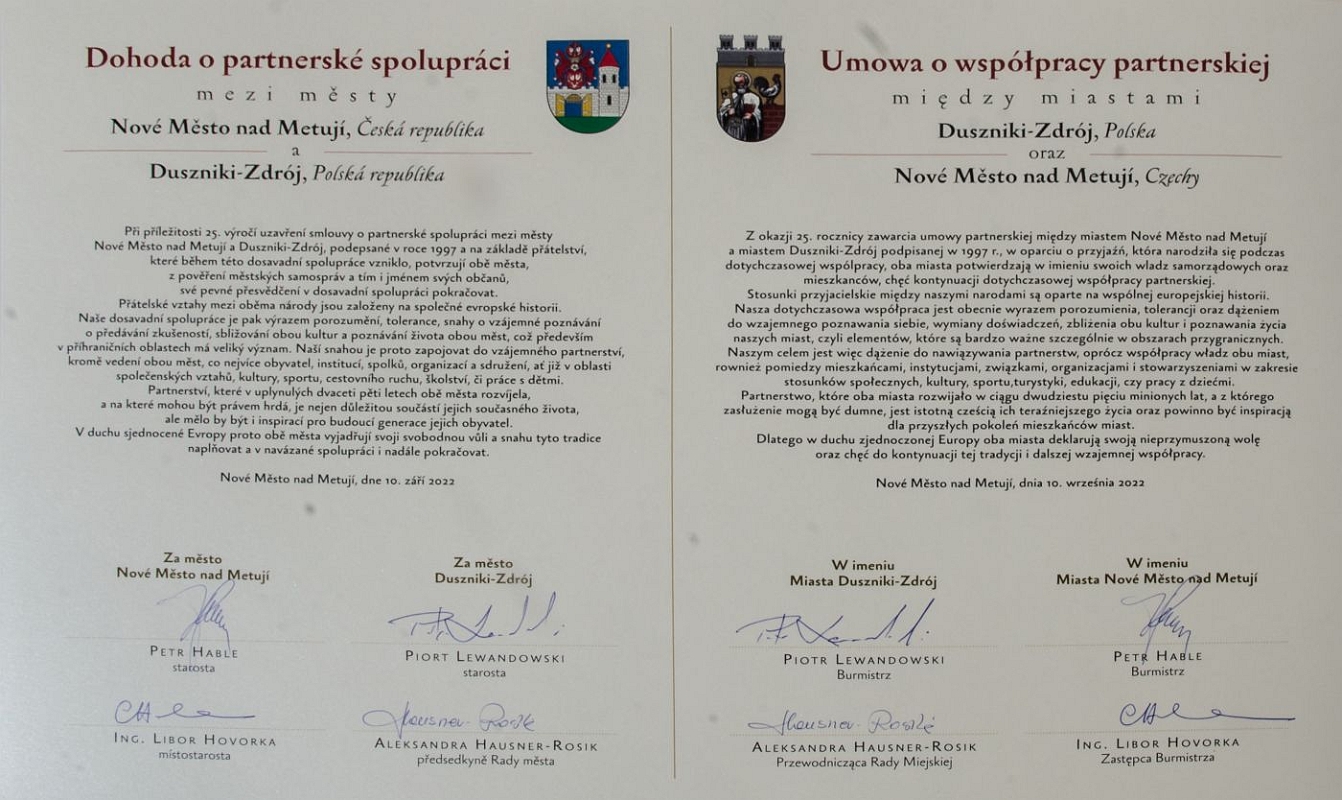 Dohoda o partnerské spolupráci
mezi městy
Nové Město nad Metují, Česká republika
a
Duszniki-Zdrój, Polská republika
Při příležitosti 25. výročí uzavření smlouvy o partnerské spolupráci mezi městy
Nové Město nad Metují a Duszniki-Zdrój, podepsané v roce 1997 a na základě přátelství,
které během této dosavadní spolupráce vzniklo, potvrzují obě města,
z pověření městských samospráv a tím i jménem svých občanů,
své pevné přesvědčení v dosavadní spolupráci pokračovat.
Přátelské vztahy mezi oběma národy jsou založeny na společné evropské historii.
Naše dosavadní spolupráce je pak výrazem porozumění, tolerance, snahy o vzájemné poznávání
o předávání zkušeností, sbližování obou kultur a poznávání života obou měst, což především
v příhraničních oblastech má veliký význam. Naší snahou je proto zapojovat do vzájemného partnerství,
kromě vedení obou měst, co nejvíce obyvatel, institucí, spolků, organizací a sdružení, ať již v oblasti
společenských vztahů, kultury, sportu, cestovního ruchu, školství, či práce s dětmi.
Partnerství, které v uplynulých dvaceti pěti letech obě města rozvíjela,
a na které mohou být právem hrdá, je nejen důležitou součástí jejich současného života,
ale mělo by být i inspirací pro budoucí generace jejich obyvatel.
V duchu sjednocené Evropy proto obě města vyjadřují svoji svobodnou vůli a snahu tyto tradice
naplňovat a v navázané spolupráci i nadále pokračovat.
Nové Město nad Metují, dne 10. září 2022
Za město
Nové Město nad Metují
Za město
Duszniki-Zdrój
Petr Hable
starosta
Piort Lewandowski
starosta
Ing. Libor Hovorka
místostarosta
Hausner-Rosik
Aleksandra Hausner-Rosik
předsedkyně Rady města
Umowa o współpracy partnerskiej
między miastami
Duszniki-Zdrój, Polska
oraz
Nové Město nad Metují, Czechy
Z okazji 25. rocznicy zawarcia umowy partnerskiej między miastem Nové Město nad Metují
a miastem Duszniki-Zdrój podpisanej w 1997 r., w oparciu o przyjaźń, która narodziła się podczas
dotychczasowej współpracy, oba miasta potwierdzają w imieniu swoich wladz samorządowych oraz
mieszkanców, chęć kontynuacji dotychczasowej współpracy partnerskiej.
Stosunki przyjacielskie między naszymi narodami są oparte na wspólnej europejskiej historii.
Nasza dotychczasowa współpraca jest obecnie wyrazem porozumienia, tolerancji oraz dążeniem
do wzajemnego poznawania siebie, wymiany doświadczeń, zbliżenia obu kultur i poznawania życia
naszych miast, czyli elementów, które są bardzo ważne szczególnie w obszarach przygranicznych.
Naszym celem jest więc dążenie do nawiązywania partnerstw, oprócz współpracy władz obu miast,
rownież pomiedzy mieszkańcami, instytucjami, związkami, organizacjami i stowarzyszeniami w zakresie
stosunków społecznych, kultury, sportu,turystyki, edukacji, czy pracy z dziećmi.
Partnerstwo, które oba miasta rozwijało w ciągu dwudziestu pięciu minionych lat, a z którego
zasłużenie mogą być dumne, jest istotną cześcią ich teraźniejszego życia oraz powinno być inspiracją
dla przyszłych pokoleń mieszkańców miast.
Dlatego w duchu zjednoczonej Europy oba miasta deklarują swoją nieprzymuszoną wolę
oraz chęć do kontynuacji tej tradycji i dalszej wzajemnej współpracy.
Nové Město nad Metují, dnia 10. września 2022
W imieniu
Miasta Duszniki-Zdrój
W imieniu
Miasta Nové Město nad Metují
Piotr Lewandowski
Burmistrz
Petr Hable
Burmistrz
Hausner-Rosik
Aleksandra Hausner-Rosik
Przewodnicząca Rady Miejskiej
Ing. Libor Hovorka
Zastępca Burmistrza